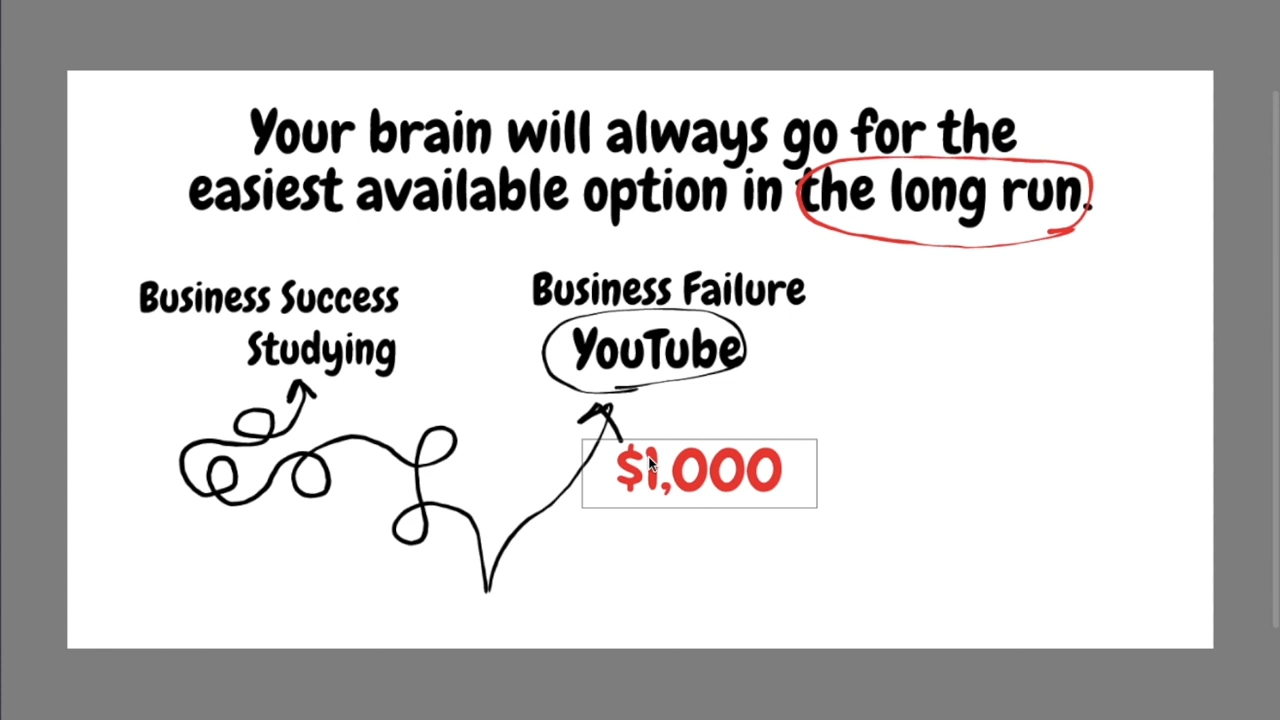 Your brain will always go for the
easiest available option in the long run.
Business Success
Studying
Business Failure
YouTube
$1,000